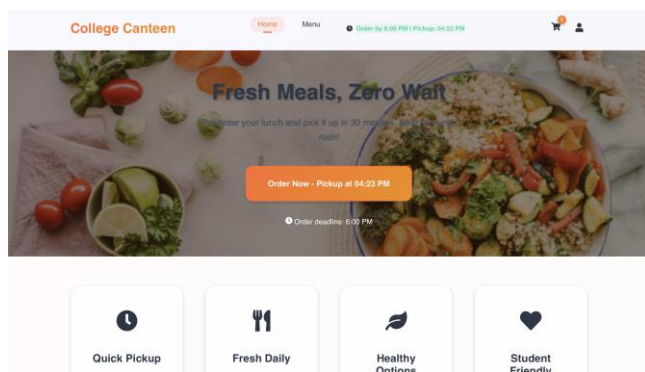 College Canteen
Home
Menu
Order by 6:00 PM | Pickup: 04:23 PM
Fresh Meals, Zero Wait
order your lunch and pick it up in 30
rush!
Order Now - Pickup at 04:23 PM
Order deadline: 6:00 PM
Quick Pickup
Fresh Daily
Healthy
Options
Student
Friendly